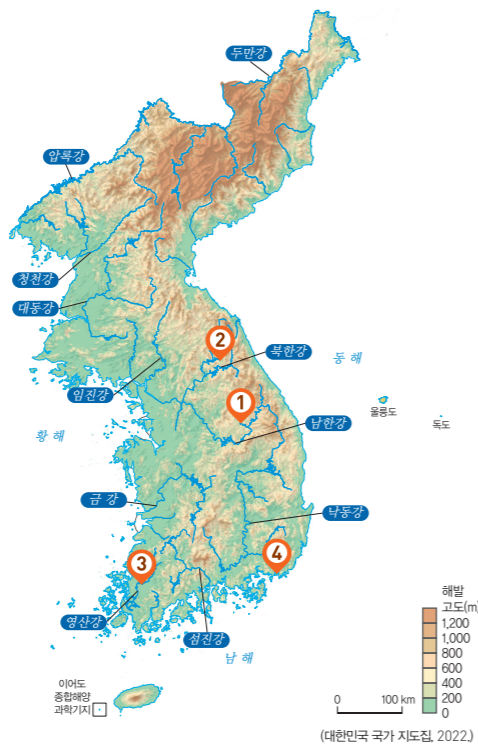 두만강
압록강
청천강
대동강
2
북한강
동해
1
임진강
울릉도
독도
남한강
황해
금강
낙동강
3
4
영산강
섬진강
남해
해발
고도(m)
1,200
1,000
800
600
400
200
0
이어도
종합해양
과학기지
0 100 km
(대한민국 국가 지도집, 2022.)